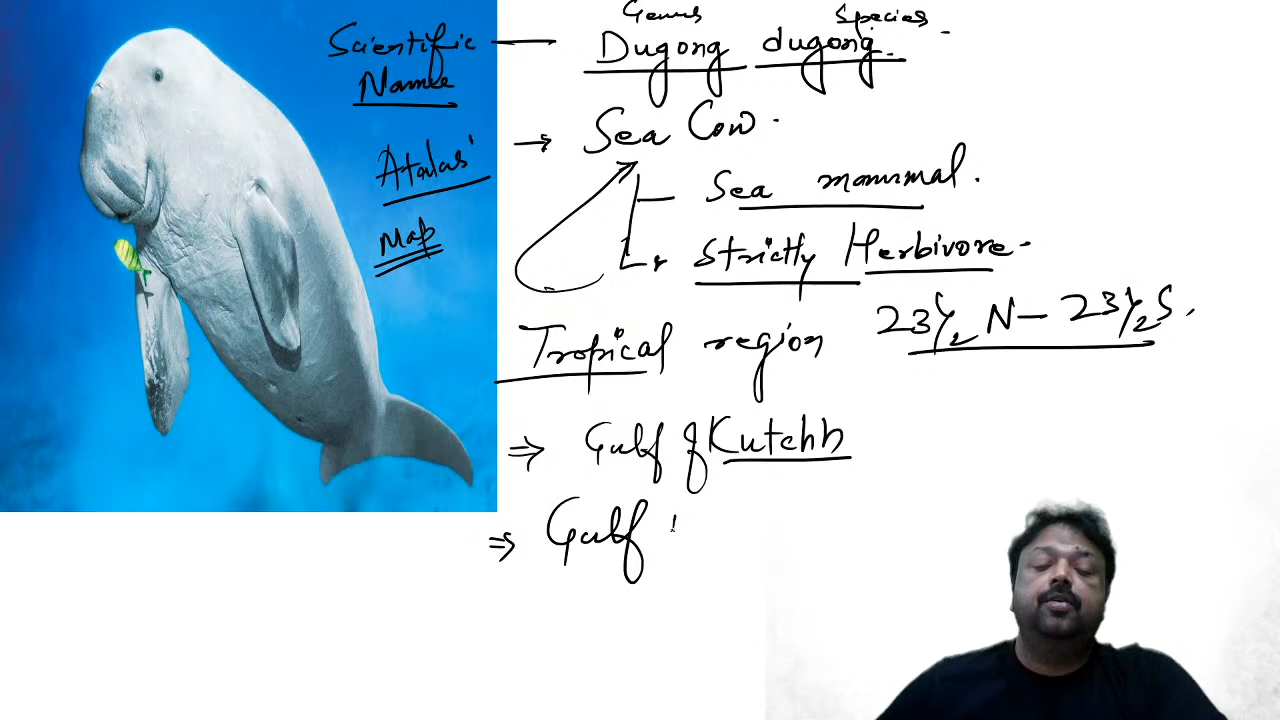 Genus Species
Scientific Name — Dugong dugong
→ Sea Cow.
Atalas'
Map
Sea mammal.
Strictly Herbivore-
Tropical region 23½ N - 23½ S.
⇒ Gulf of Kutchh
⇒ Gulf